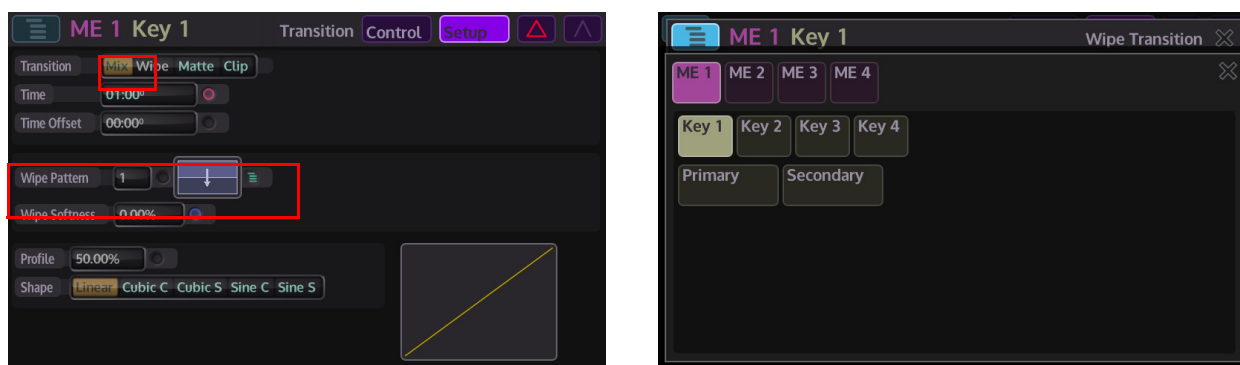 ME 1 Key 1 Transition Control Setup
Transition Mix Wipe Matte Clip
Time 01:00⁰
Time Offset 00:00⁰
Wipe Pattern 1
Wipe Softness 0.00%
Profile 50.00%
Shape Linear Cubic C Cubic S Sine C Sine S
ME 1 Key 1 Wipe Transition
ME 1 ME 2 ME 3 ME 4
Key 1 Key 2 Key 3 Key 4
Primary Secondary